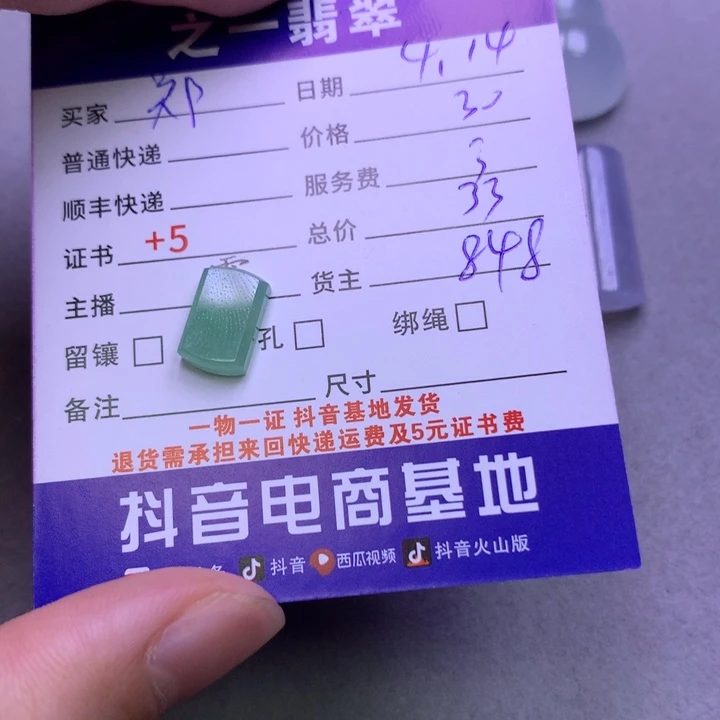 之一翡翠
买家 郑 日期 4.14
普通快递 价格 30
顺丰快递 服务费 3
证书 +5 总价 33
主播 货主 848
留镶 孔 绑绳
备注 尺寸
一物一证 抖音基地发货
退货需承担来回快递运费及5元证书费
抖音电商基地
抖音 西瓜视频 抖音火山版